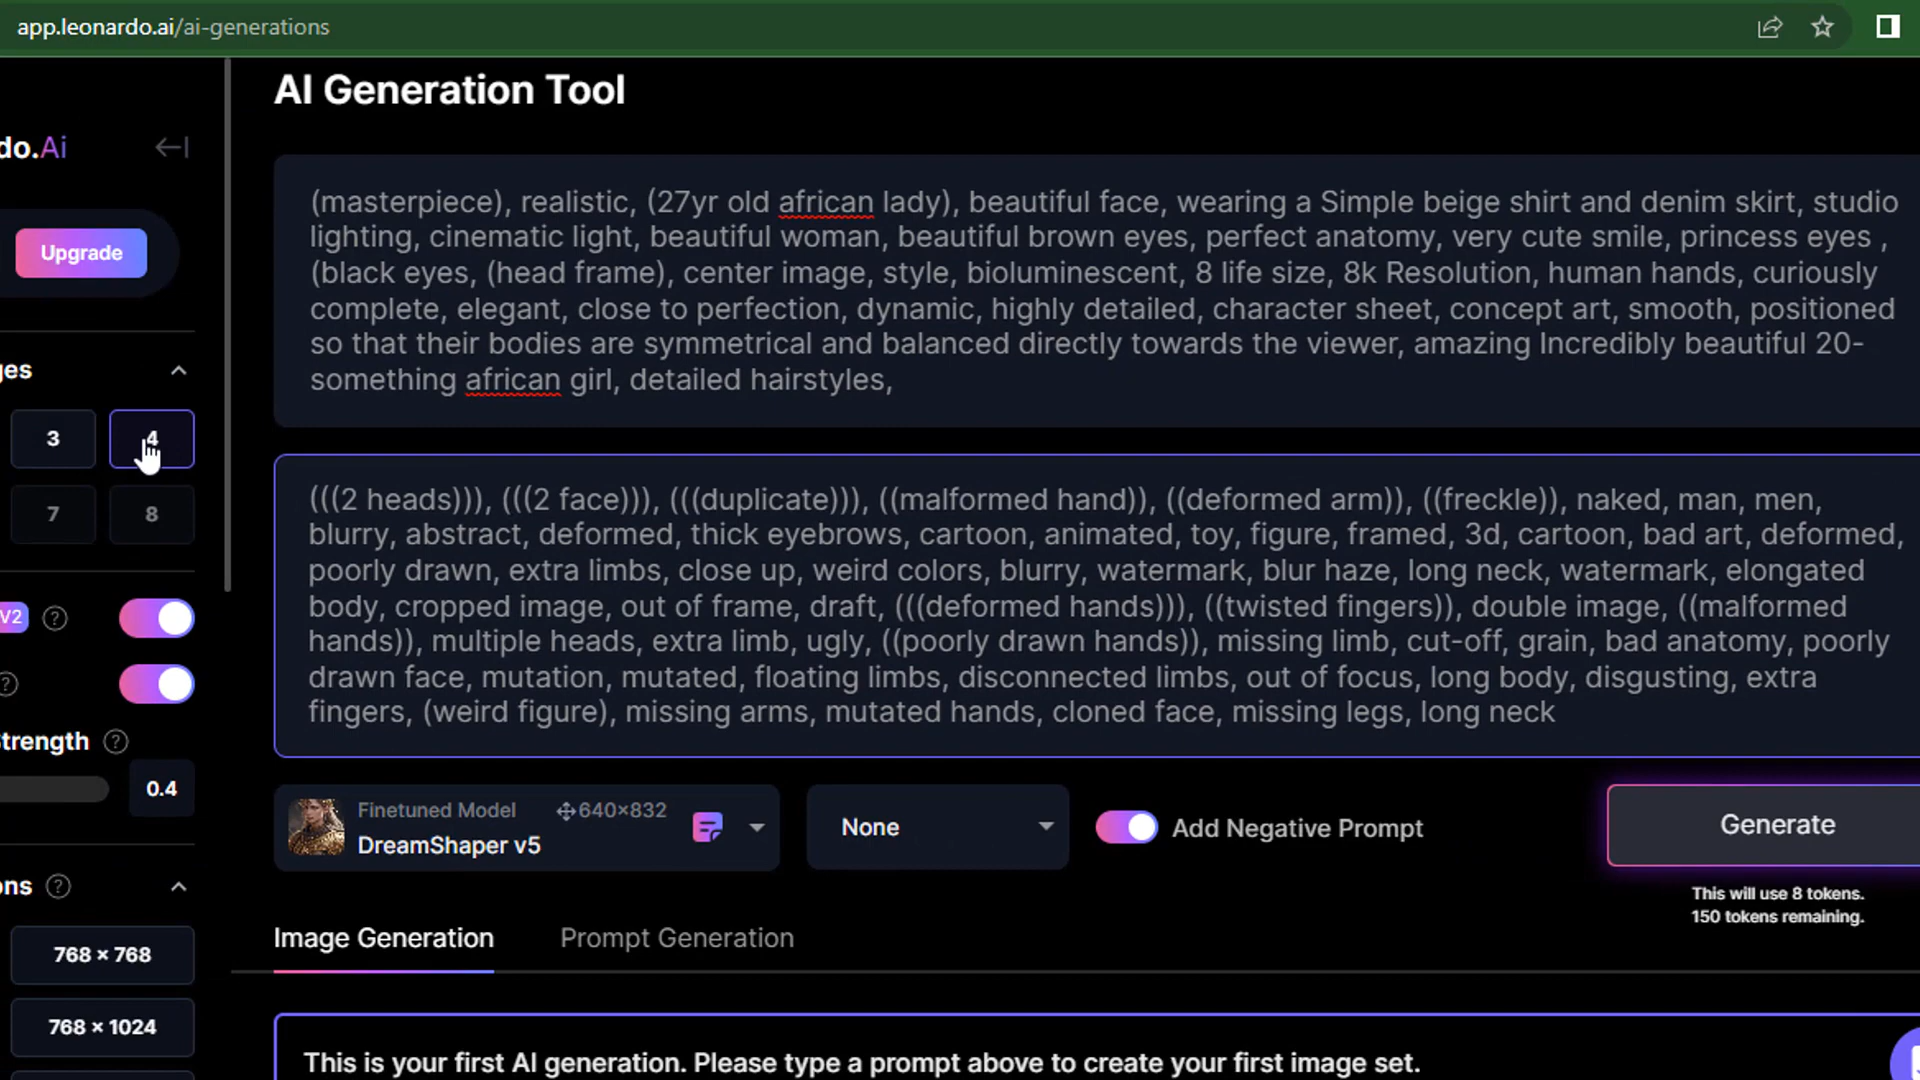 app.leonardo.ai/ai-generations
AI Generation Tool
do.Ai
Upgrade
(masterpiece), realistic, (27yr old african lady), beautiful face, wearing a Simple beige shirt and denim skirt, studio
lighting, cinematic light, beautiful woman, beautiful brown eyes, perfect anatomy, very cute smile, princess eyes ,
(black eyes, (head frame), center image, style, bioluminescent, 8 life size, 8k Resolution, human hands, curiously
complete, elegant, close to perfection, dynamic, highly detailed, character sheet, concept art, smooth, positioned
so that their bodies are symmetrical and balanced directly towards the viewer, amazing Incredibly beautiful 20-
something african girl, detailed hairstyles,
ges
3 4
7 8
(((2 heads))), (((2 face))), (((duplicate))), ((malformed hand)), ((deformed arm)), ((freckle)), naked, man, men,
blurry, abstract, deformed, thick eyebrows, cartoon, animated, toy, figure, framed, 3d, cartoon, bad art, deformed,
poorly drawn, extra limbs, close up, weird colors, blurry, watermark, blur haze, long neck, watermark, elongated
body, cropped image, out of frame, draft, (((deformed hands))), ((twisted fingers)), double image, ((malformed
hands)), multiple heads, extra limb, ugly, ((poorly drawn hands)), missing limb, cut-off, grain, bad anatomy, poorly
drawn face, mutation, mutated, floating limbs, disconnected limbs, out of focus, long body, disgusting, extra
fingers, (weird figure), missing arms, mutated hands, cloned face, missing legs, long neck
V2 ?
?
Strength ?
0.4
Finetuned Model 640×832
DreamShaper v5
None
Add Negative Prompt
Generate
This will use 8 tokens.
150 tokens remaining.
ons ?
768 × 768
768 × 1024
Image Generation Prompt Generation
This is your first AI generation. Please type a prompt above to create your first image set.